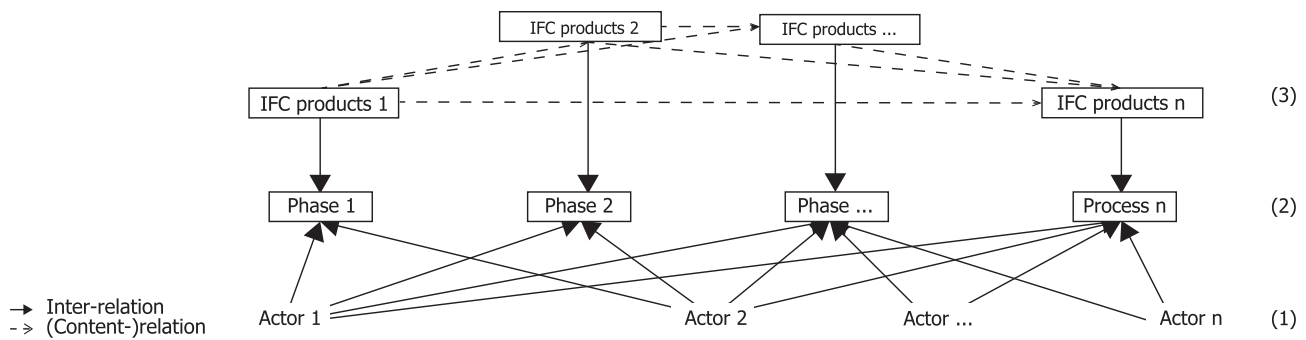 IFC products 2
IFC products ...
IFC products 1
IFC products n
(3)
Phase 1
Phase 2
Phase ...
Process n
(2)
Inter-relation
(Content-)relation
Actor 1
Actor 2
Actor ...
Actor n
(1)